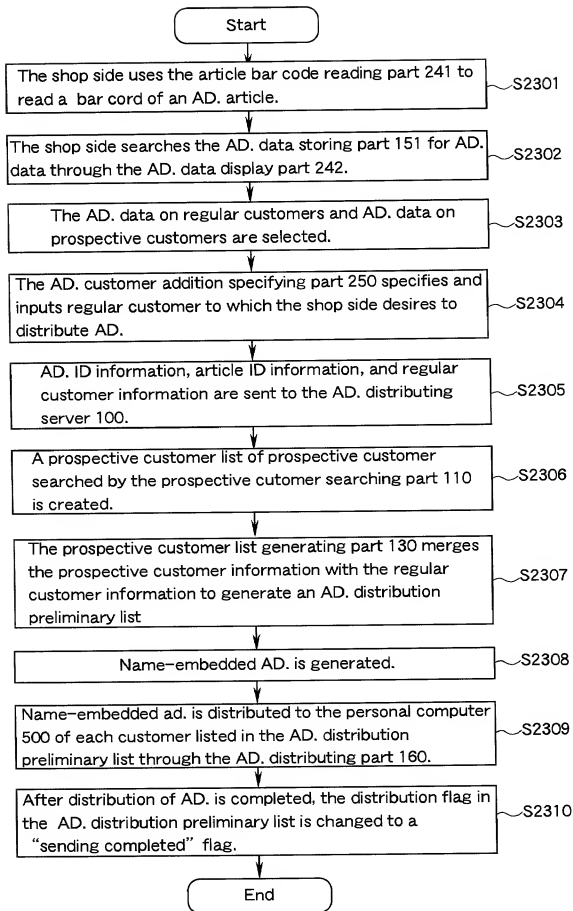 Start
The shop side uses the article bar code reading part 241 to
read a bar cord of an AD. article.
S2301
The shop side searches the AD. data storing part 151 for AD.
data through the AD. data display part 242.
S2302
The AD. data on regular customers and AD. data on
prospective customers are selected.
S2303
The AD. customer addition specifying part 250 specifies and
inputs regular customer to which the shop side desires to
distribute AD.
S2304
AD. ID information, article ID information, and regular
customer information are sent to the AD. distributing
server 100.
S2305
A prospective customer list of prospective customer
searched by the prospective cutomer searching part 110
is created.
S2306
The prospective customer list generating part 130 merges
the prospective customer information with the regular
customer information to generate an AD. distribution
preliminary list
S2307
Name-embedded AD. is generated.
S2308
Name-embedded ad. is distributed to the personal computer
500 of each customer listed in the AD. distribution
preliminary list through the AD. distributing part 160.
S2309
After distribution of AD. is completed, the distribution flag in
the AD. distribution preliminary list is changed to a
“sending completed” flag.
S2310
End